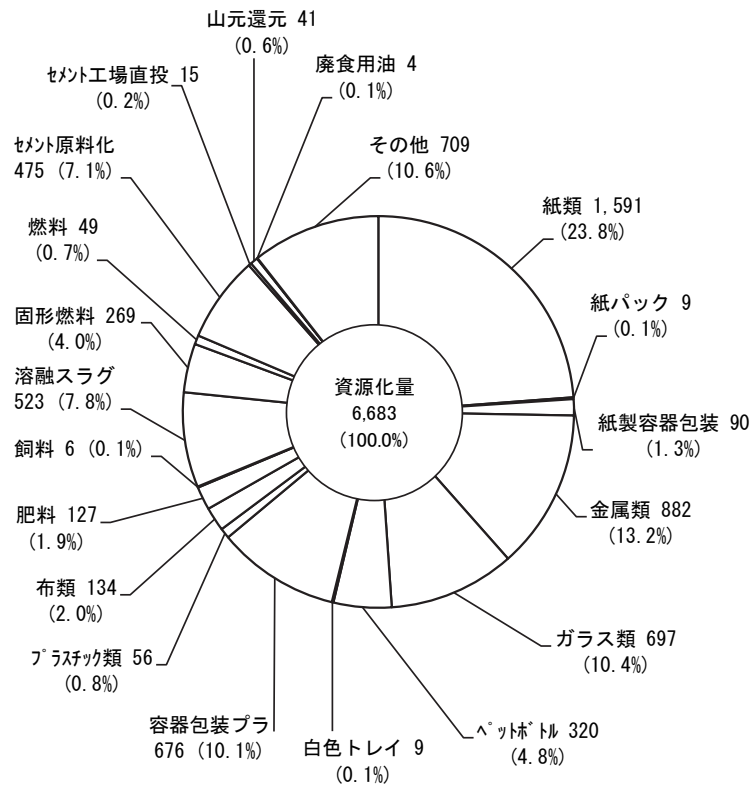 山元還元 41
(0.6%)
廃食用油 4
(0.1%)
セメント工場直投 15
(0.2%)
その他 709
(10.6%)
セメント原料化
475 (7.1%)
紙類 1,591
(23.8%)
燃料 49
(0.7%)
紙パック 9
(0.1%)
固形燃料 269
(4.0%)
溶融スラグ
523 (7.8%)
資源化量
6,683
(100.0%)
紙製容器包装 90
(1.3%)
飼料 6 (0.1%)
肥料 127
(1.9%)
金属類 882
(13.2%)
布類 134
(2.0%)
ガラス類 697
(10.4%)
プラスチック類 56
(0.8%)
容器包装プラ
676 (10.1%)
白色トレイ 9
(0.1%)
ペットボトル 320
(4.8%)